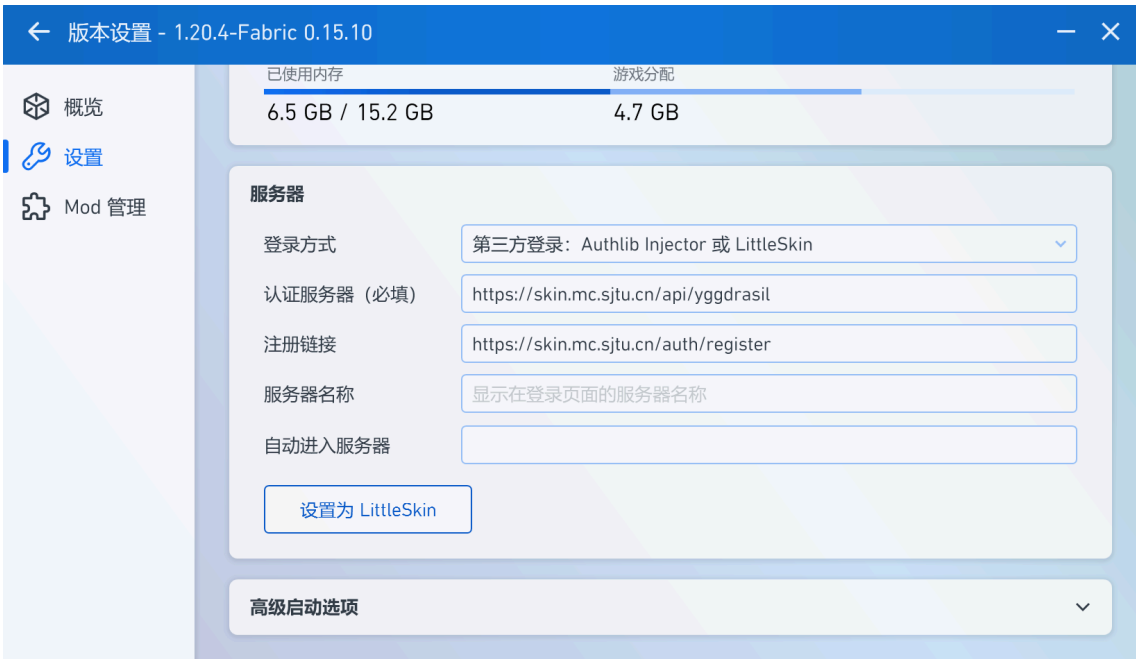 版本设置 - 1.20.4-Fabric 0.15.10
概览
设置
Mod 管理
已使用内存 游戏分配
6.5 GB / 15.2 GB 4.7 GB
服务器
登录方式 第三方登录：Authlib Injector 或 LittleSkin
认证服务器（必填） https://skin.mc.sjtu.cn/api/yggdrasil
注册链接 https://skin.mc.sjtu.cn/auth/register
服务器名称 显示在登录页面的服务器名称
自动进入服务器
设置为 LittleSkin
高级启动选项